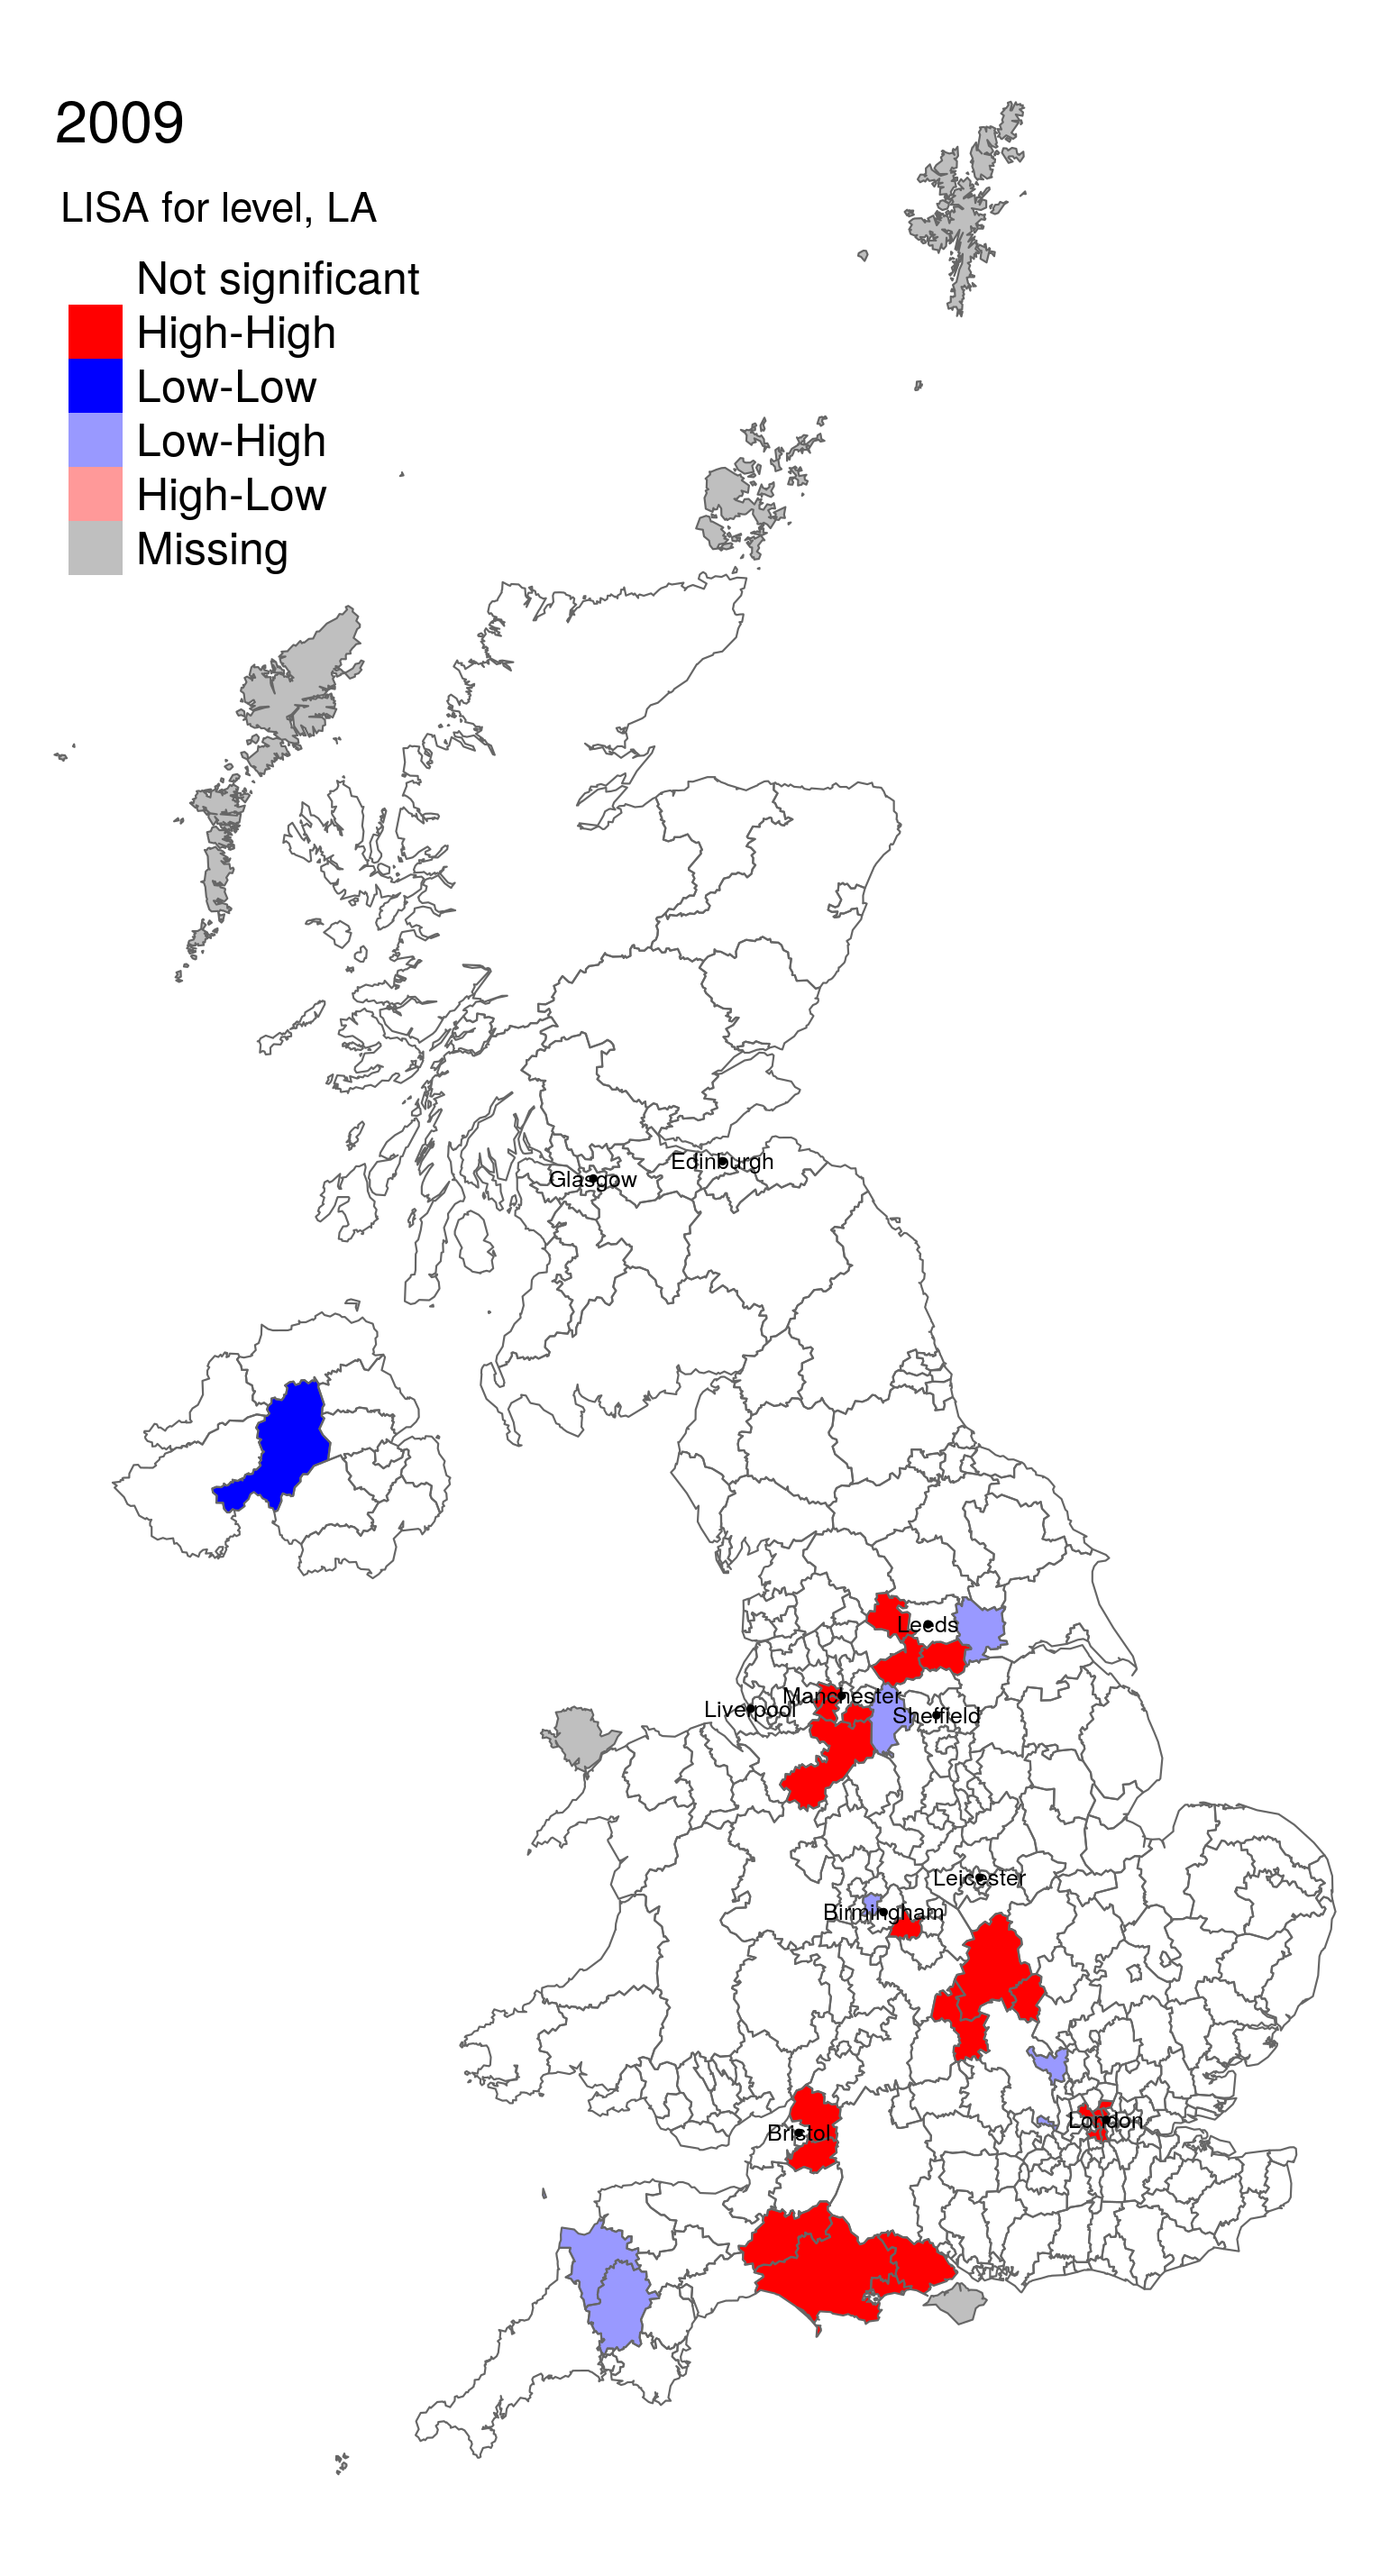 2009
LISA for level, LA
Not significant
High-High
Low-Low
Low-High
High-Low
Missing
Edinburgh
Glasgow
Leeds
Manchester
Liverpool
Sheffield
Leicester
Birmingham
London
Bristol